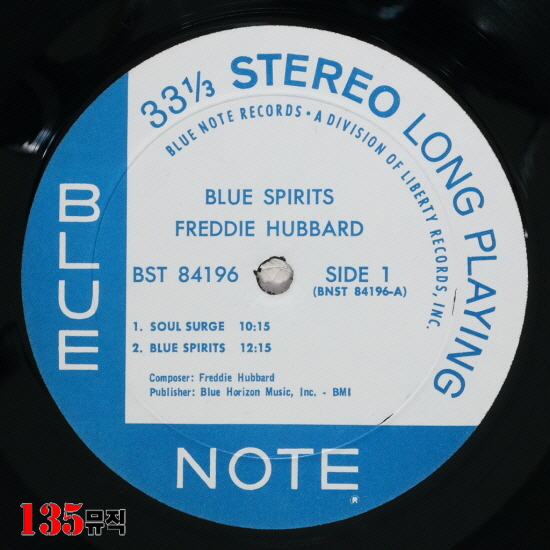 33 1/3 STEREO LONG PLAYING
BLUE NOTE RECORDS • A DIVISION OF LIBERTY RECORDS, INC.
BLUE SPIRITS
FREDDIE HUBBARD
BST 84196 SIDE 1
(BNST 84196-A)
1. SOUL SURGE 10:15
2. BLUE SPIRITS 12:15
Composer: Freddie Hubbard
Publisher: Blue Horizon Music, Inc. - BMI
BLUE
NOTE
®
135뮤직